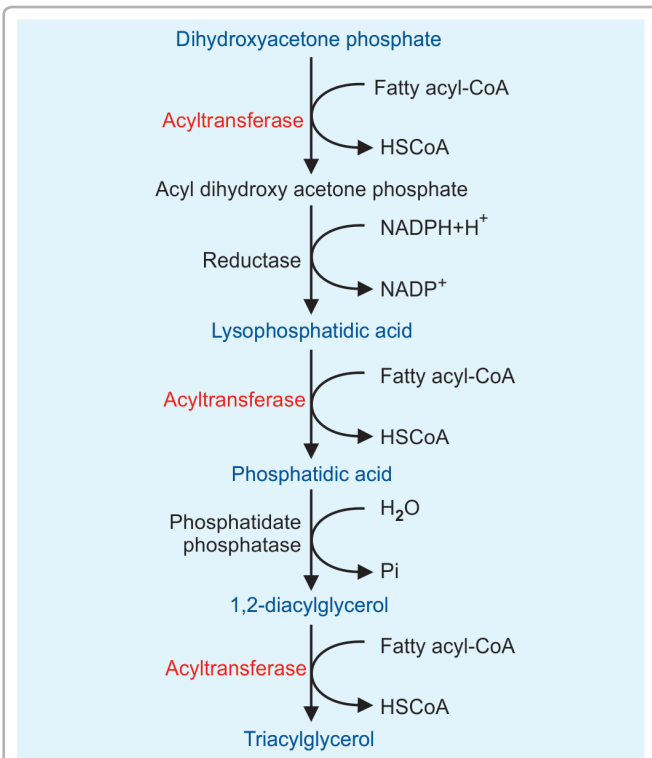 Dihydroxyacetone phosphate
Fatty acyl-CoA
Acyltransferase
HSCoA
Acyl dihydroxy acetone phosphate
NADPH+H⁺
Reductase
NADP⁺
Lysophosphatidic acid
Fatty acyl-CoA
Acyltransferase
HSCoA
Phosphatidic acid
H₂O
Phosphatidate
phosphatase
Pi
1,2-diacylglycerol
Fatty acyl-CoA
Acyltransferase
HSCoA
Triacylglycerol